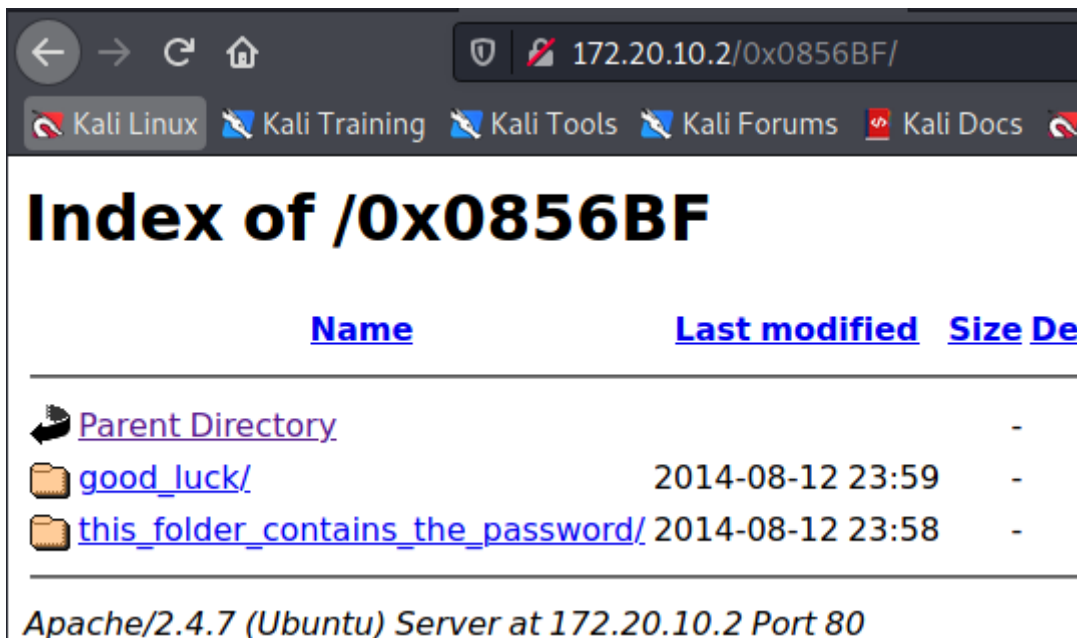 172.20.10.2/0x0856BF/
Kali Linux Kali Training Kali Tools Kali Forums Kali Docs
Index of /0x0856BF
Name Last modified Size De
Parent Directory -
good_luck/ 2014-08-12 23:59 -
this_folder_contains_the_password/ 2014-08-12 23:58 -
Apache/2.4.7 (Ubuntu) Server at 172.20.10.2 Port 80